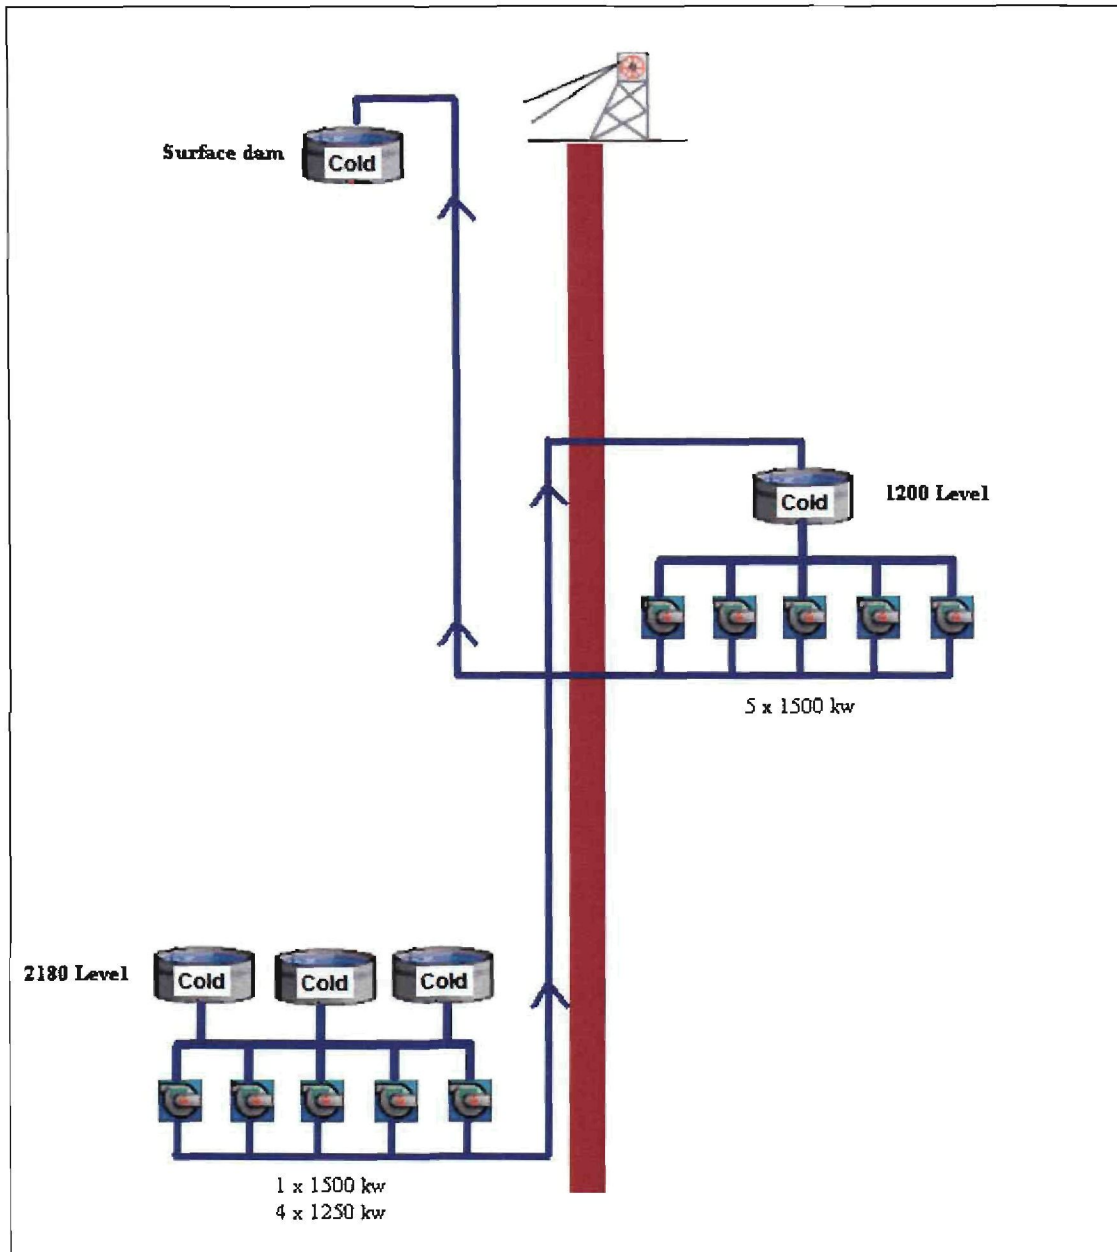 Surface dam
Cold
Cold
1200 Level
5 x 1500 kw
2180 Level
Cold
Cold
Cold
1 x 1500 kw
4 x 1250 kw